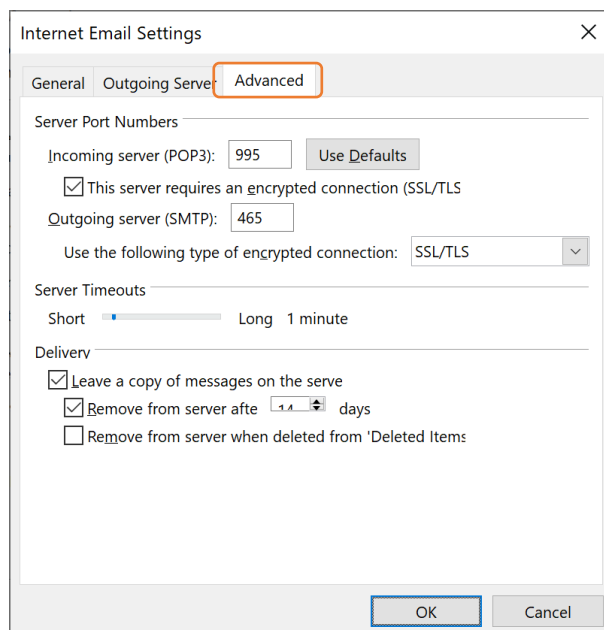 Internet Email Settings
General Outgoing Server Advanced
Server Port Numbers
Incoming server (POP3): 995 Use Defaults
This server requires an encrypted connection (SSL/TLS
Outgoing server (SMTP): 465
Use the following type of encrypted connection: SSL/TLS
Server Timeouts
Short Long 1 minute
Delivery
Leave a copy of messages on the serve
Remove from server afte 14 days
Remove from server when deleted from 'Deleted Items
OK Cancel